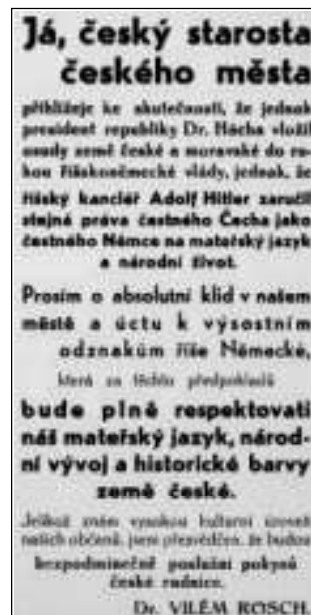 Já, český starosta
českého města
přihlížeje ke skutečnosti, že jednak
president republiky Dr. Hácha vložil
osudy země české a moravské do ru-
kou říškoněmecké vlády, jednak, že
říšský kancléř Adolf Hitler zaručil
stejná práva čestného Čecha jako
čestného Němce na mateřský jazyk
a národní život.
Prosím o absolutní klid v našem
městě a úctu k výsostním
odznakům říše Německé,
která za těchto předpokladů
bude plně respektovati
náš mateřský jazyk, národ-
ní vývoj a historické barvy
země české.
Jelikož znám vysokou kulturní úroveň
našich občanů, jsem přesvědčen, že budou
bezpodmínečně poslušni pokynů
české radnice.
Dr. VILÉM ROSCH.